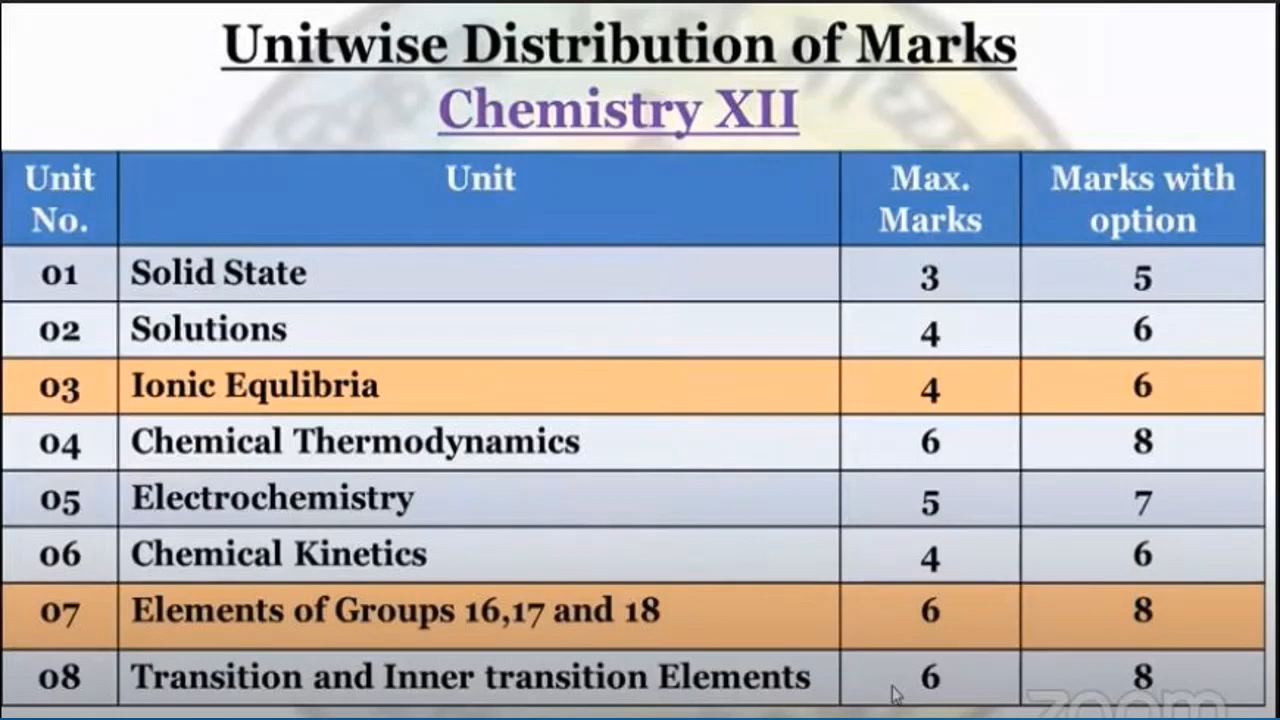 Unitwise Distribution of Marks
Chemistry XII
Unit No. Unit Max. Marks Marks with option
01 Solid State 3 5
02 Solutions 4 6
03 Ionic Equlibria 4 6
04 Chemical Thermodynamics 6 8
05 Electrochemistry 5 7
06 Chemical Kinetics 4 6
07 Elements of Groups 16,17 and 18 6 8
08 Transition and Inner transition Elements 6 8
zoom